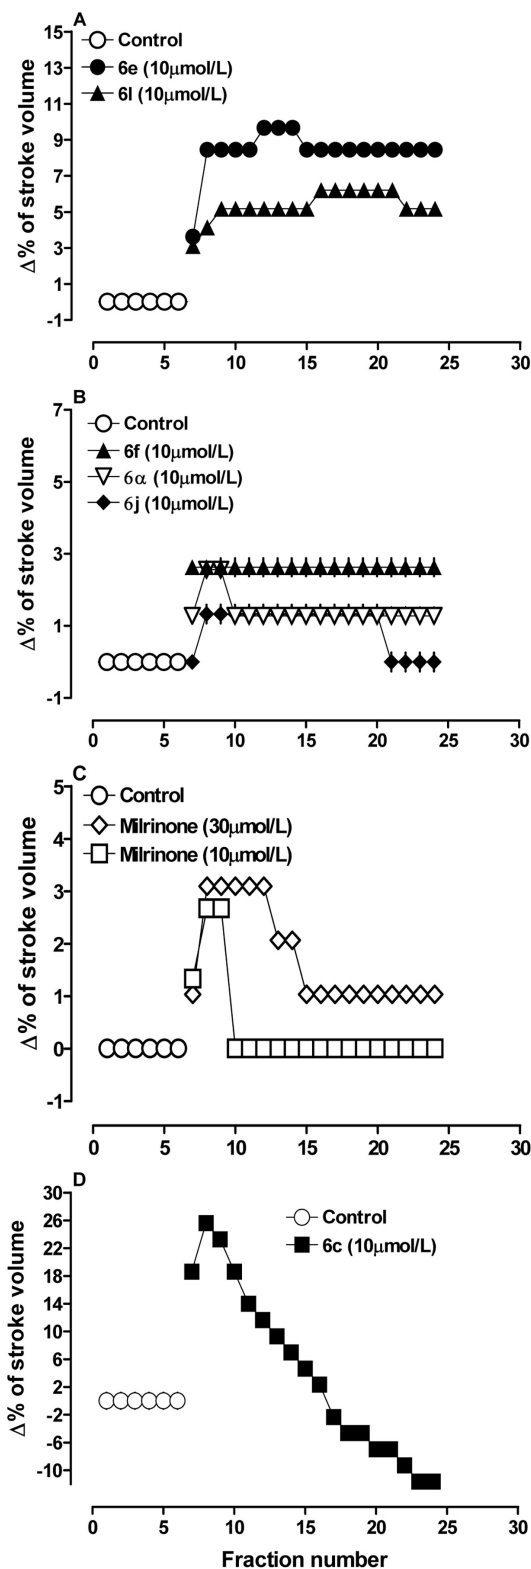 A
Control
6e (10μmol/L)
6l (10μmol/L)
Δ% of stroke volume
15
13
11
9
7
5
3
1
-1
0 5 10 15 20 25 30
B
Control
6f (10μmol/L)
6α (10μmol/L)
6j (10μmol/L)
Δ% of stroke volume
7
5
3
1
-1
0 5 10 15 20 25 30
C
Control
Milrinone (30μmol/L)
Milrinone (10μmol/L)
Δ% of stroke volume
5
4
3
2
1
0
-1
0 5 10 15 20 25 30
D
Control
6c (10μmol/L)
Δ% of stroke volume
30
26
22
18
14
10
6
2
-2
-6
-10
0 5 10 15 20 25 30
Fraction number